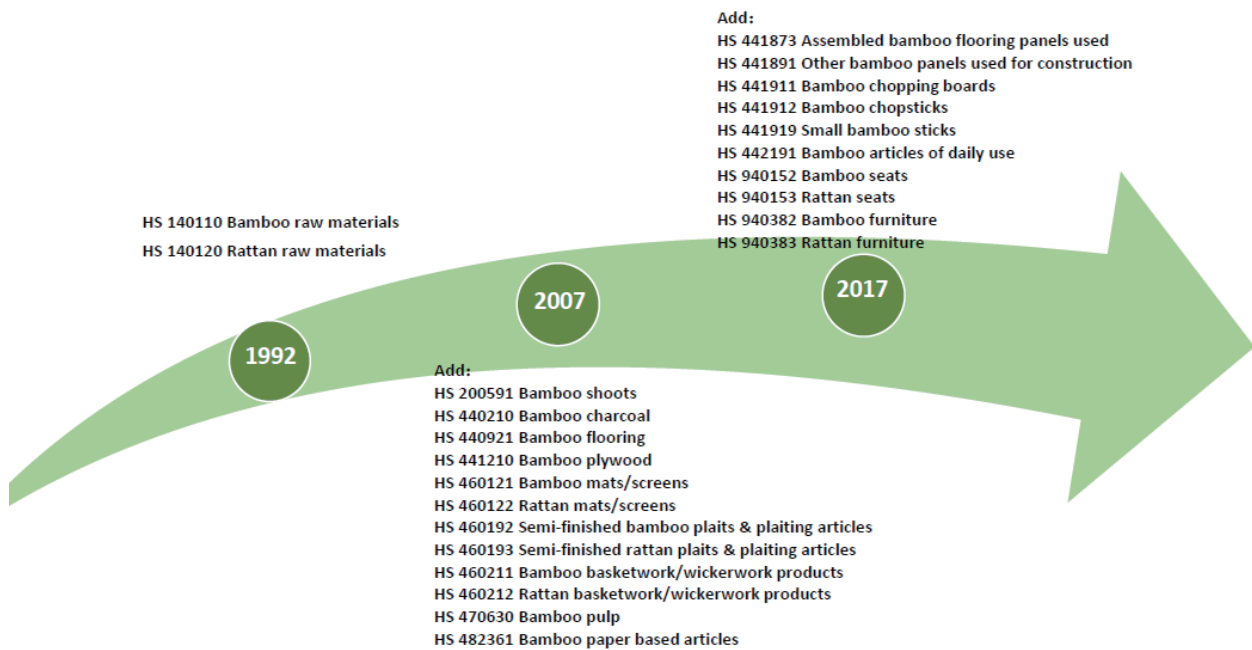 HS 140110 Bamboo raw materials
HS 140120 Rattan raw materials
1992
2007
Add：
HS 200591 Bamboo shoots
HS 440210 Bamboo charcoal
HS 440921 Bamboo flooring
HS 441210 Bamboo plywood
HS 460121 Bamboo mats/screens
HS 460122 Rattan mats/screens
HS 460192 Semi-finished bamboo plaits & plaiting articles
HS 460193 Semi-finished rattan plaits & plaiting articles
HS 460211 Bamboo basketwork/wickerwork products
HS 460212 Rattan basketwork/wickerwork products
HS 470630 Bamboo pulp
HS 482361 Bamboo paper based articles
Add：
HS 441873 Assembled bamboo flooring panels used
HS 441891 Other bamboo panels used for construction
HS 441911 Bamboo chopping boards
HS 441912 Bamboo chopsticks
HS 441919 Small bamboo sticks
HS 442191 Bamboo articles of daily use
HS 940152 Bamboo seats
HS 940153 Rattan seats
HS 940382 Bamboo furniture
HS 940383 Rattan furniture
2017